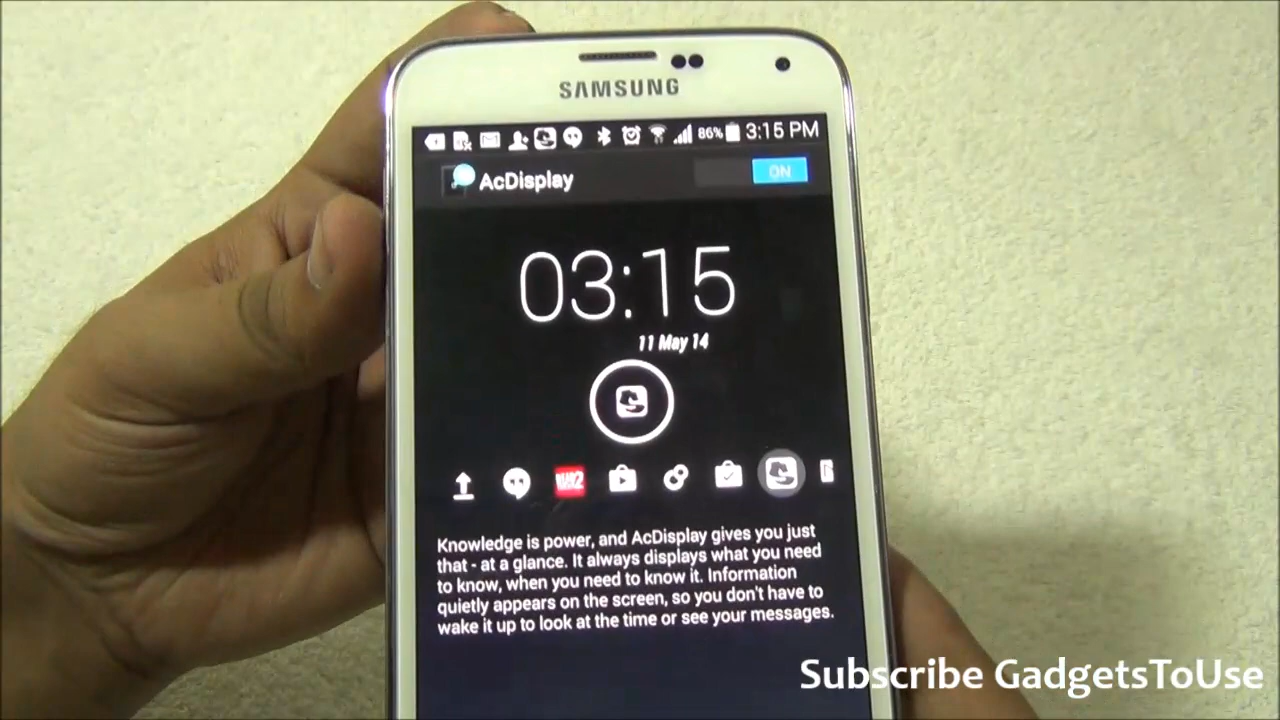 SAMSUNG
86% 3:15 PM
AcDisplay ON
03:15
11 May 14
Knowledge is power, and AcDisplay gives you just
that - at a glance. It always displays what you need
to know, when you need to know it. Information
quietly appears on the screen, so you don't have to
wake it up to look at the time or see your messages.
Subscribe GadgetsToUse